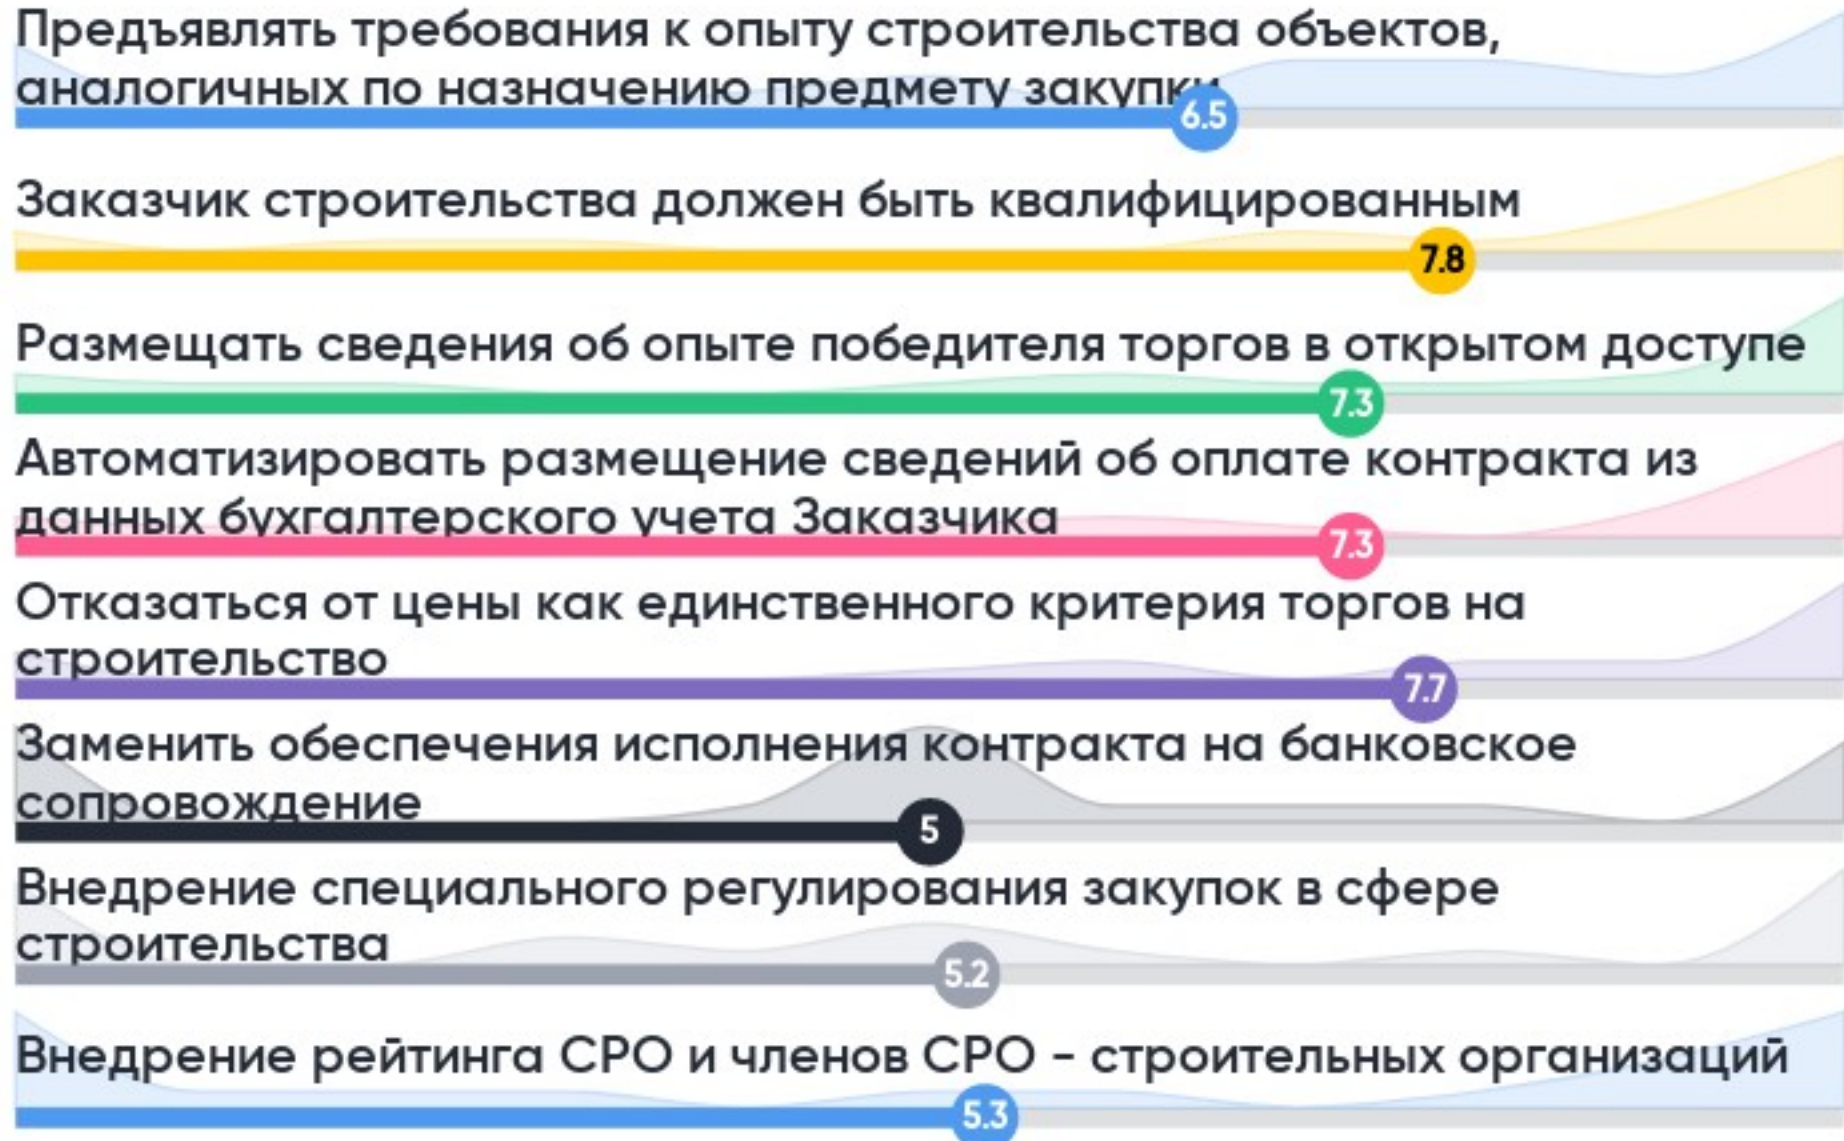 Предъявлять требования к опыту строительства объектов,
аналогичных по назначению предмету закупки
6.5
Заказчик строительства должен быть квалифицированным
7.8
Размещать сведения об опыте победителя торгов в открытом доступе
7.3
Автоматизировать размещение сведений об оплате контракта из
данных бухгалтерского учета Заказчика
7.3
Отказаться от цены как единственного критерия торгов на
строительство
7.7
Заменить обеспечения исполнения контракта на банковское
сопровождение
5
Внедрение специального регулирования закупок в сфере
строительства
5.2
Внедрение рейтинга СРО и членов СРО - строительных организаций
5.3